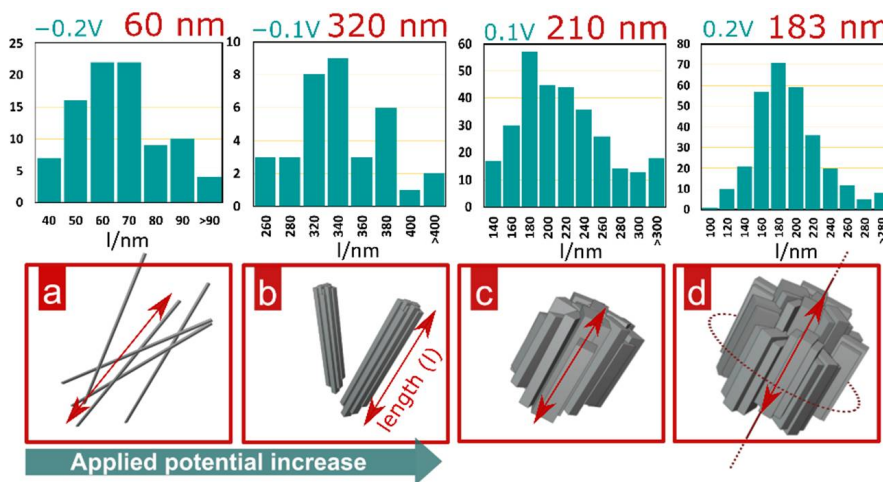 −0.2V 60 nm
25
20
15
10
5
0
40 50 60 70 80 90 >90
l/nm
−0.1V 320 nm
10
8
6
4
2
0
260 280 320 340 360 380 400 >400
l/nm
0.1V 210 nm
60
50
40
30
20
10
0
140 160 180 200 220 240 260 280 300 >300
l/nm
0.2V 183 nm
80
70
60
50
40
30
20
10
0
100 120 140 160 180 200 220 240 260 280 >280
l/nm
a
b
length (l)
c
d
Applied potential increase